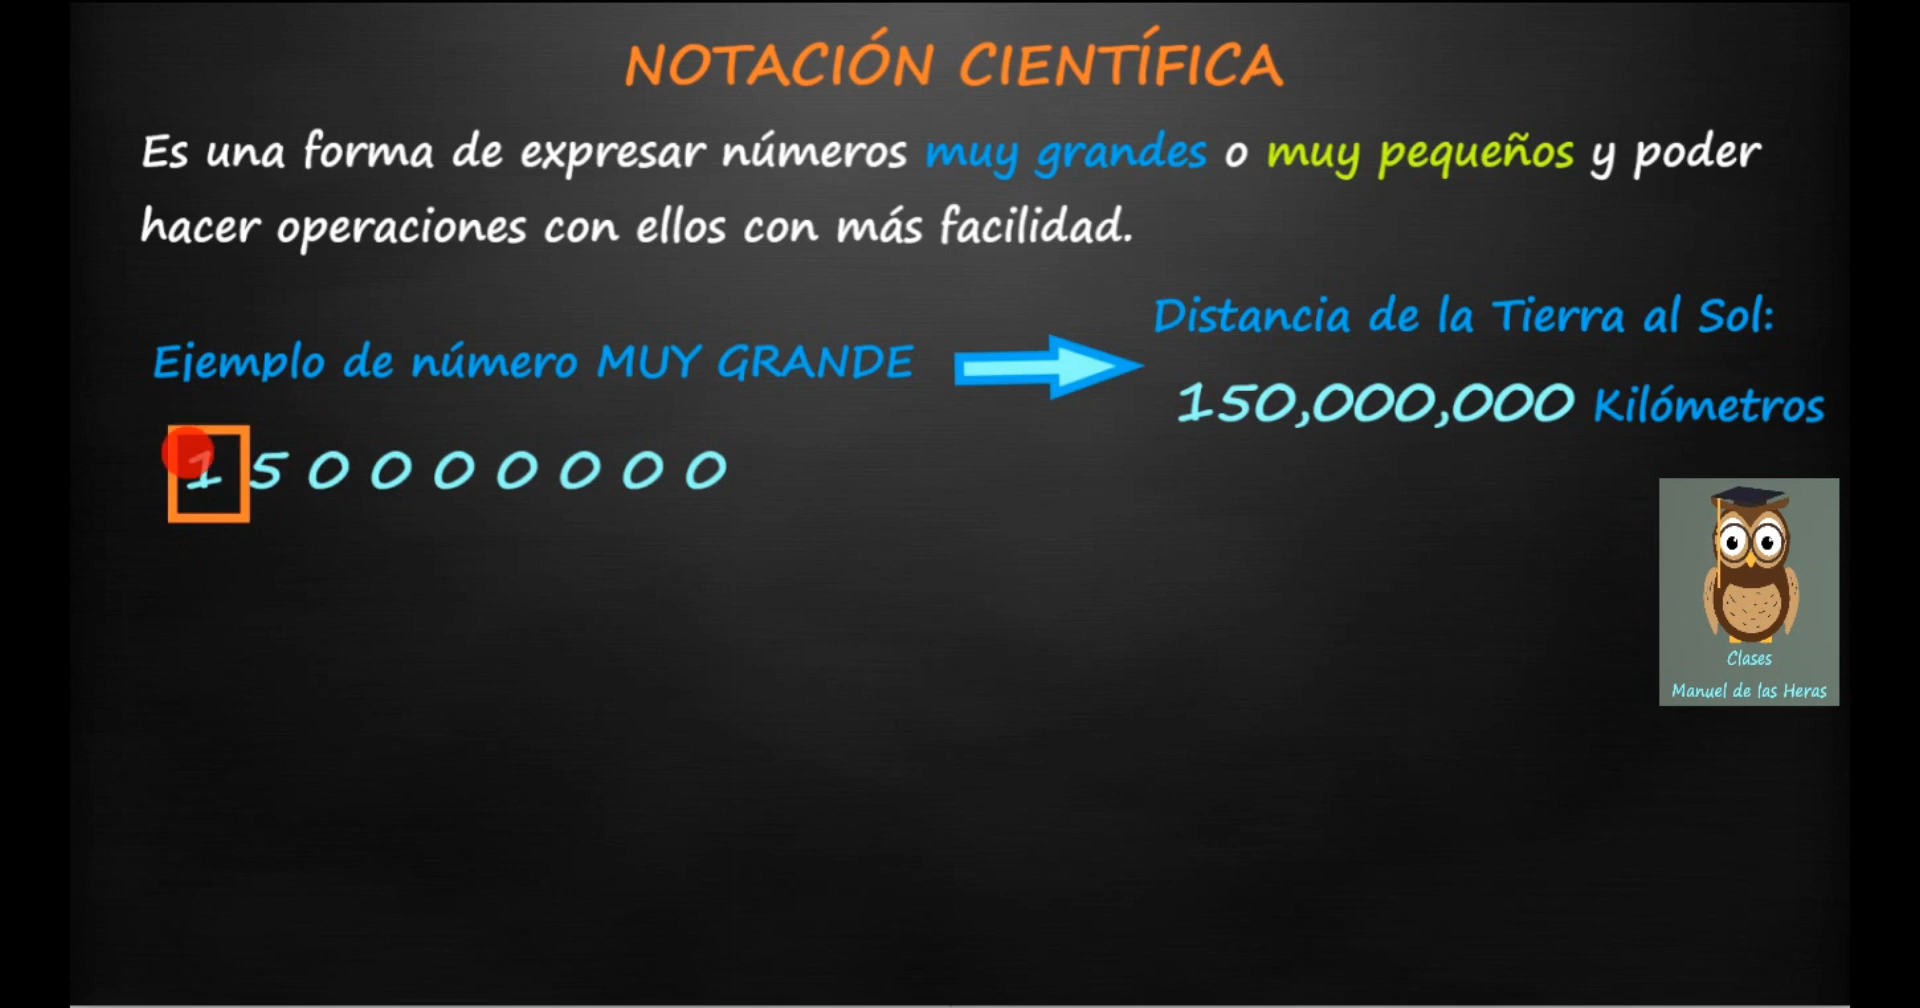 NOTACIÓN CIENTÍFICA
Es una forma de expresar números muy grandes o muy pequeños y poder
hacer operaciones con ellos con más facilidad.
Ejemplo de número MUY GRANDE
Distancia de la Tierra al Sol:
150,000,000 Kilómetros
1 5 0 0 0 0 0 0 0
Clases
Manuel de las Heras